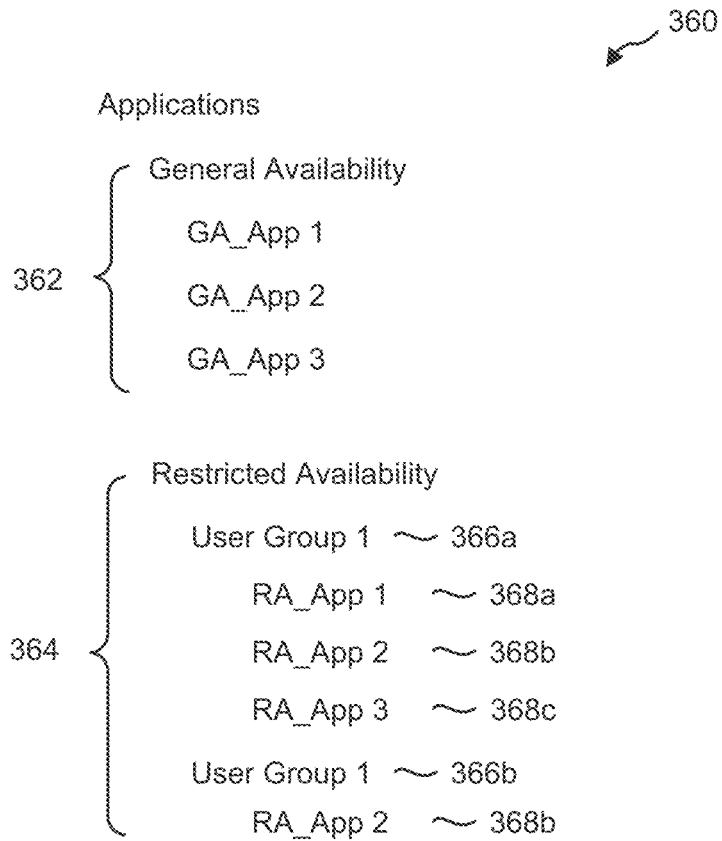 360
Applications
General Availability
GA_App 1
362
GA_App 2
GA_App 3
Restricted Availability
User Group 1 366a
RA_App 1 368a
364
RA_App 2 368b
RA_App 3 368c
User Group 1 366b
RA_App 2 368b